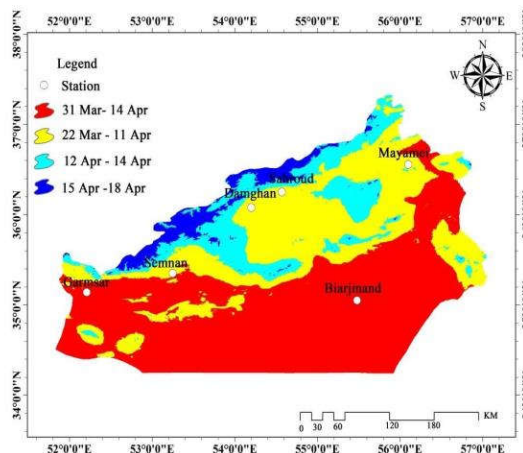 52°0'0"E 53°0'0"E 54°0'0"E 55°0'0"E 56°0'0"E 57°0'0"E
38°0'0"N
37°0'0"N
36°0'0"N
35°0'0"N
34°0'0"N
Legend
Station
31 Mar- 14 Apr
22 Mar - 11 Apr
12 Apr - 14 Apr
15 Apr -18 Apr
N
W E
S
Mayamey
Damghan
Semnan
Garmsar
Biarjmand
KM
0 30 60 120 180
52°0'0"E 53°0'0"E 54°0'0"E 55°0'0"E 56°0'0"E 57°0'0"E